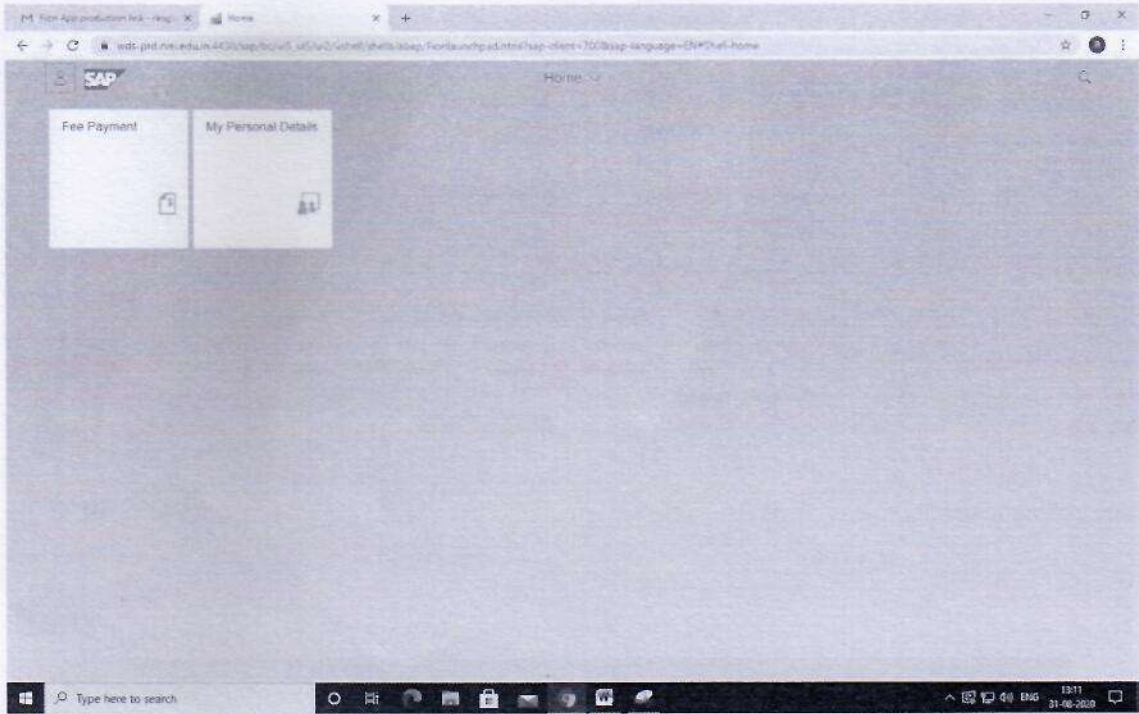 Home
SAP
Home
Fee Payment
My Personal Details
Type here to search
ENG
13:11
31-08-2020